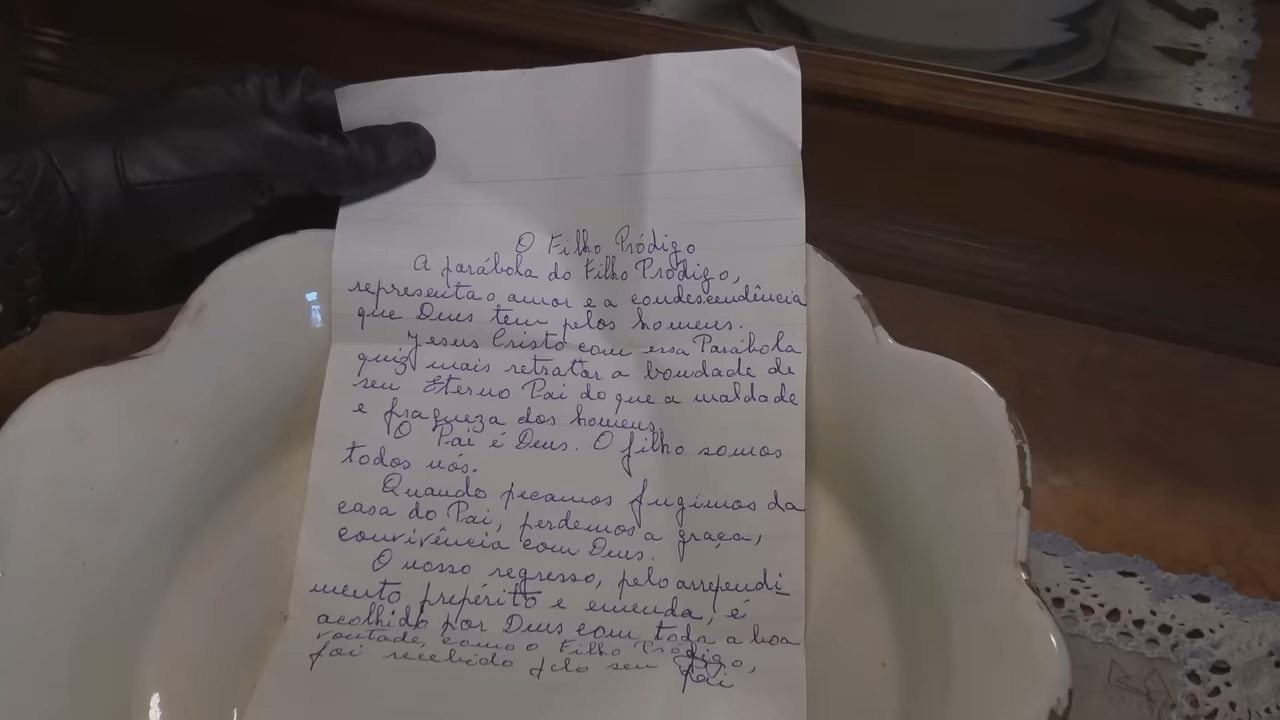 O Filho Pródigo
A parábola do Filho Pródigo,
representa o amor e a condescendência
que Deus tem pelos homens.
Jesus Cristo com essa Parábola
quiz mais retratar a bondade de
seu Eterno Pai do que a maldade
e fraqueza dos homens.
O Pai é Deus. O filho somos
todos nós.
Quando pecamos fugimos da
casa do Pai, perdemos a graça,
convivência com Deus.
O nosso regresso, pelo arrependi-
mento prepérito e emenda, é
acolhido por Deus com toda a boa
vontade, como o Filho Pródigo,
foi recebido pelo seu pai